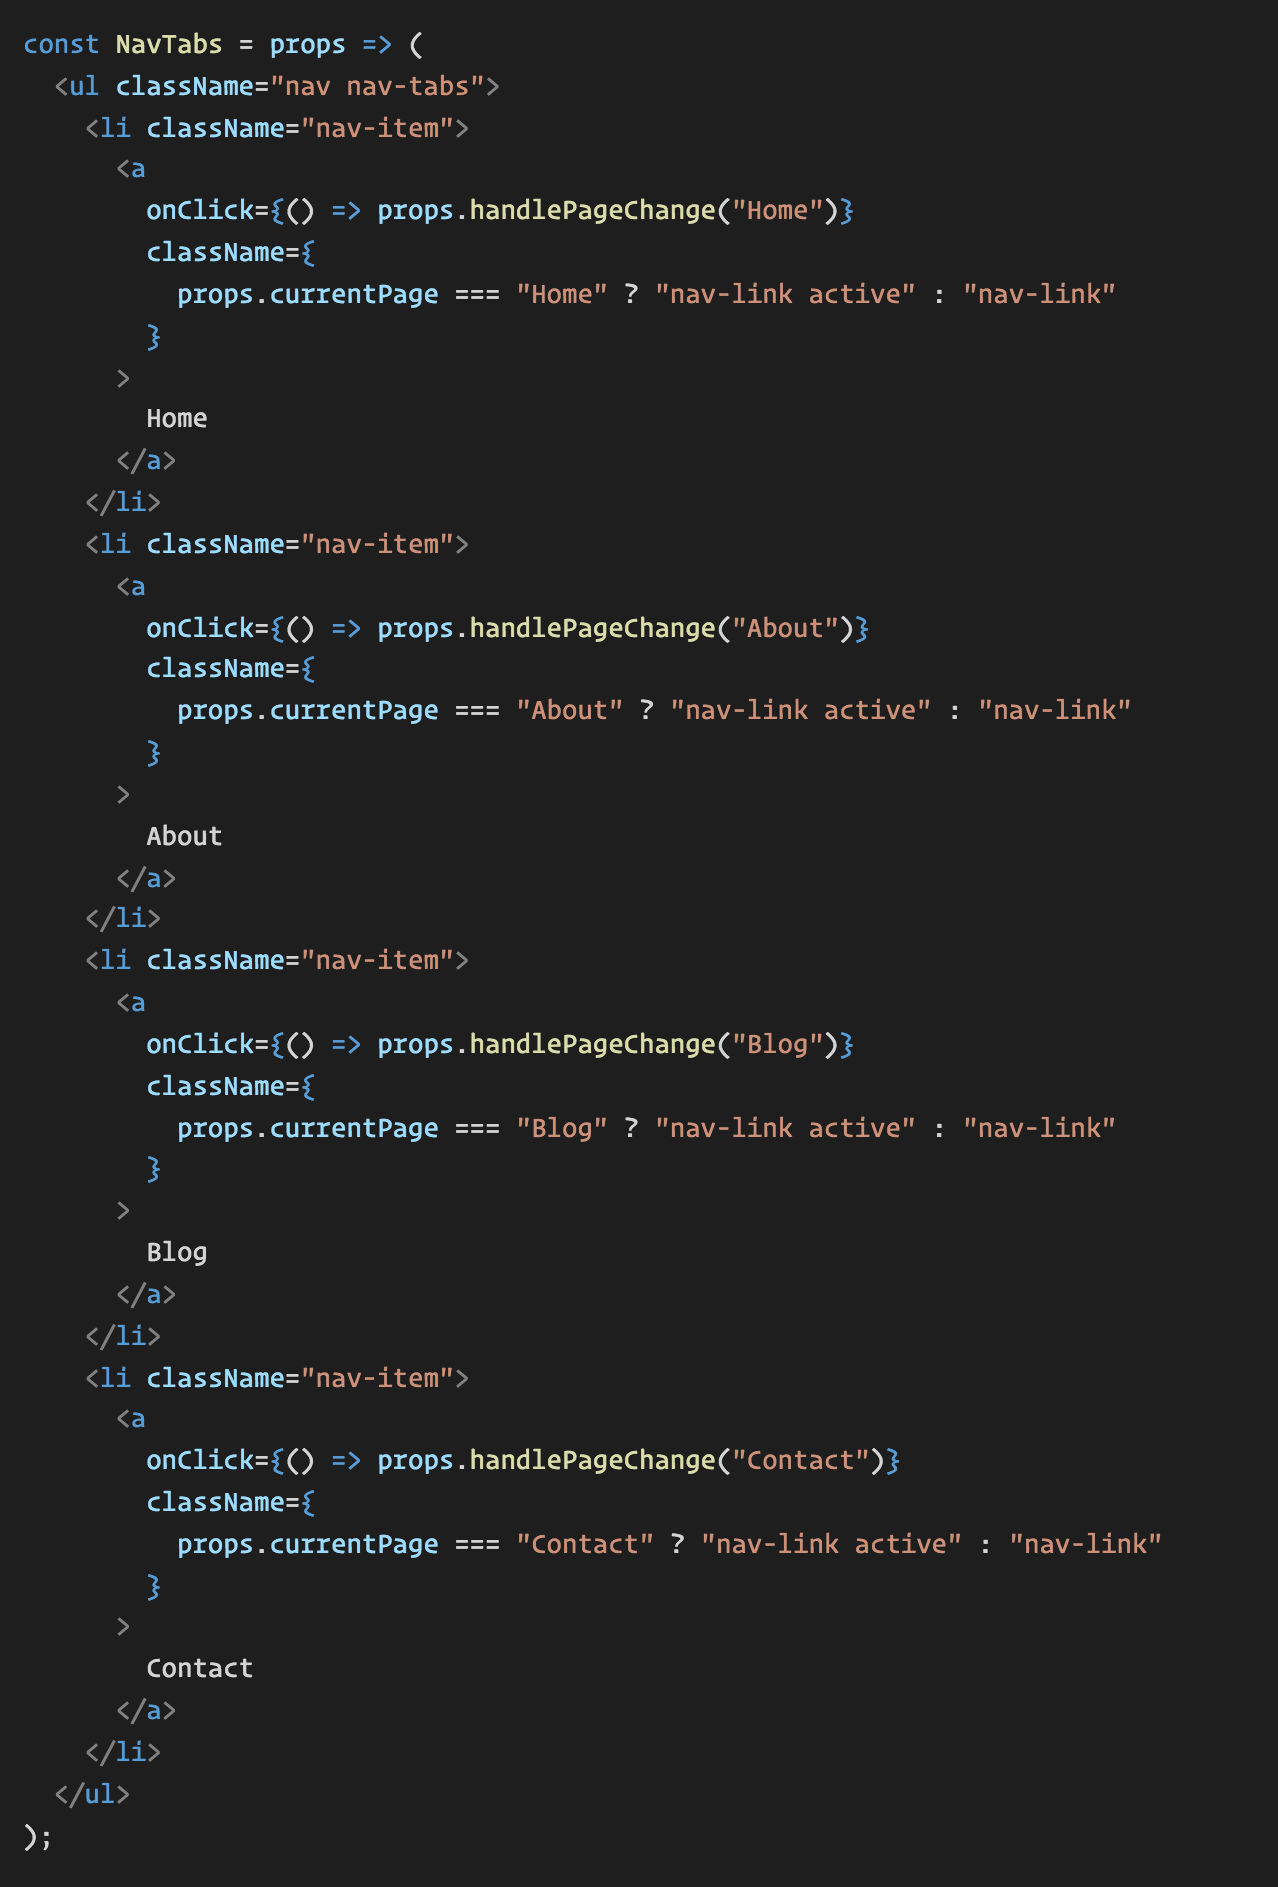 const NavTabs = props => (
  <ul className="nav nav-tabs">
    <li className="nav-item">
      <a
        onClick={() => props.handlePageChange("Home")}
        className={
          props.currentPage === "Home" ? "nav-link active" : "nav-link"
        }
      >
        Home
      </a>
    </li>
    <li className="nav-item">
      <a
        onClick={() => props.handlePageChange("About")}
        className={
          props.currentPage === "About" ? "nav-link active" : "nav-link"
        }
      >
        About
      </a>
    </li>
    <li className="nav-item">
      <a
        onClick={() => props.handlePageChange("Blog")}
        className={
          props.currentPage === "Blog" ? "nav-link active" : "nav-link"
        }
      >
        Blog
      </a>
    </li>
    <li className="nav-item">
      <a
        onClick={() => props.handlePageChange("Contact")}
        className={
          props.currentPage === "Contact" ? "nav-link active" : "nav-link"
        }
      >
        Contact
      </a>
    </li>
  </ul>
);